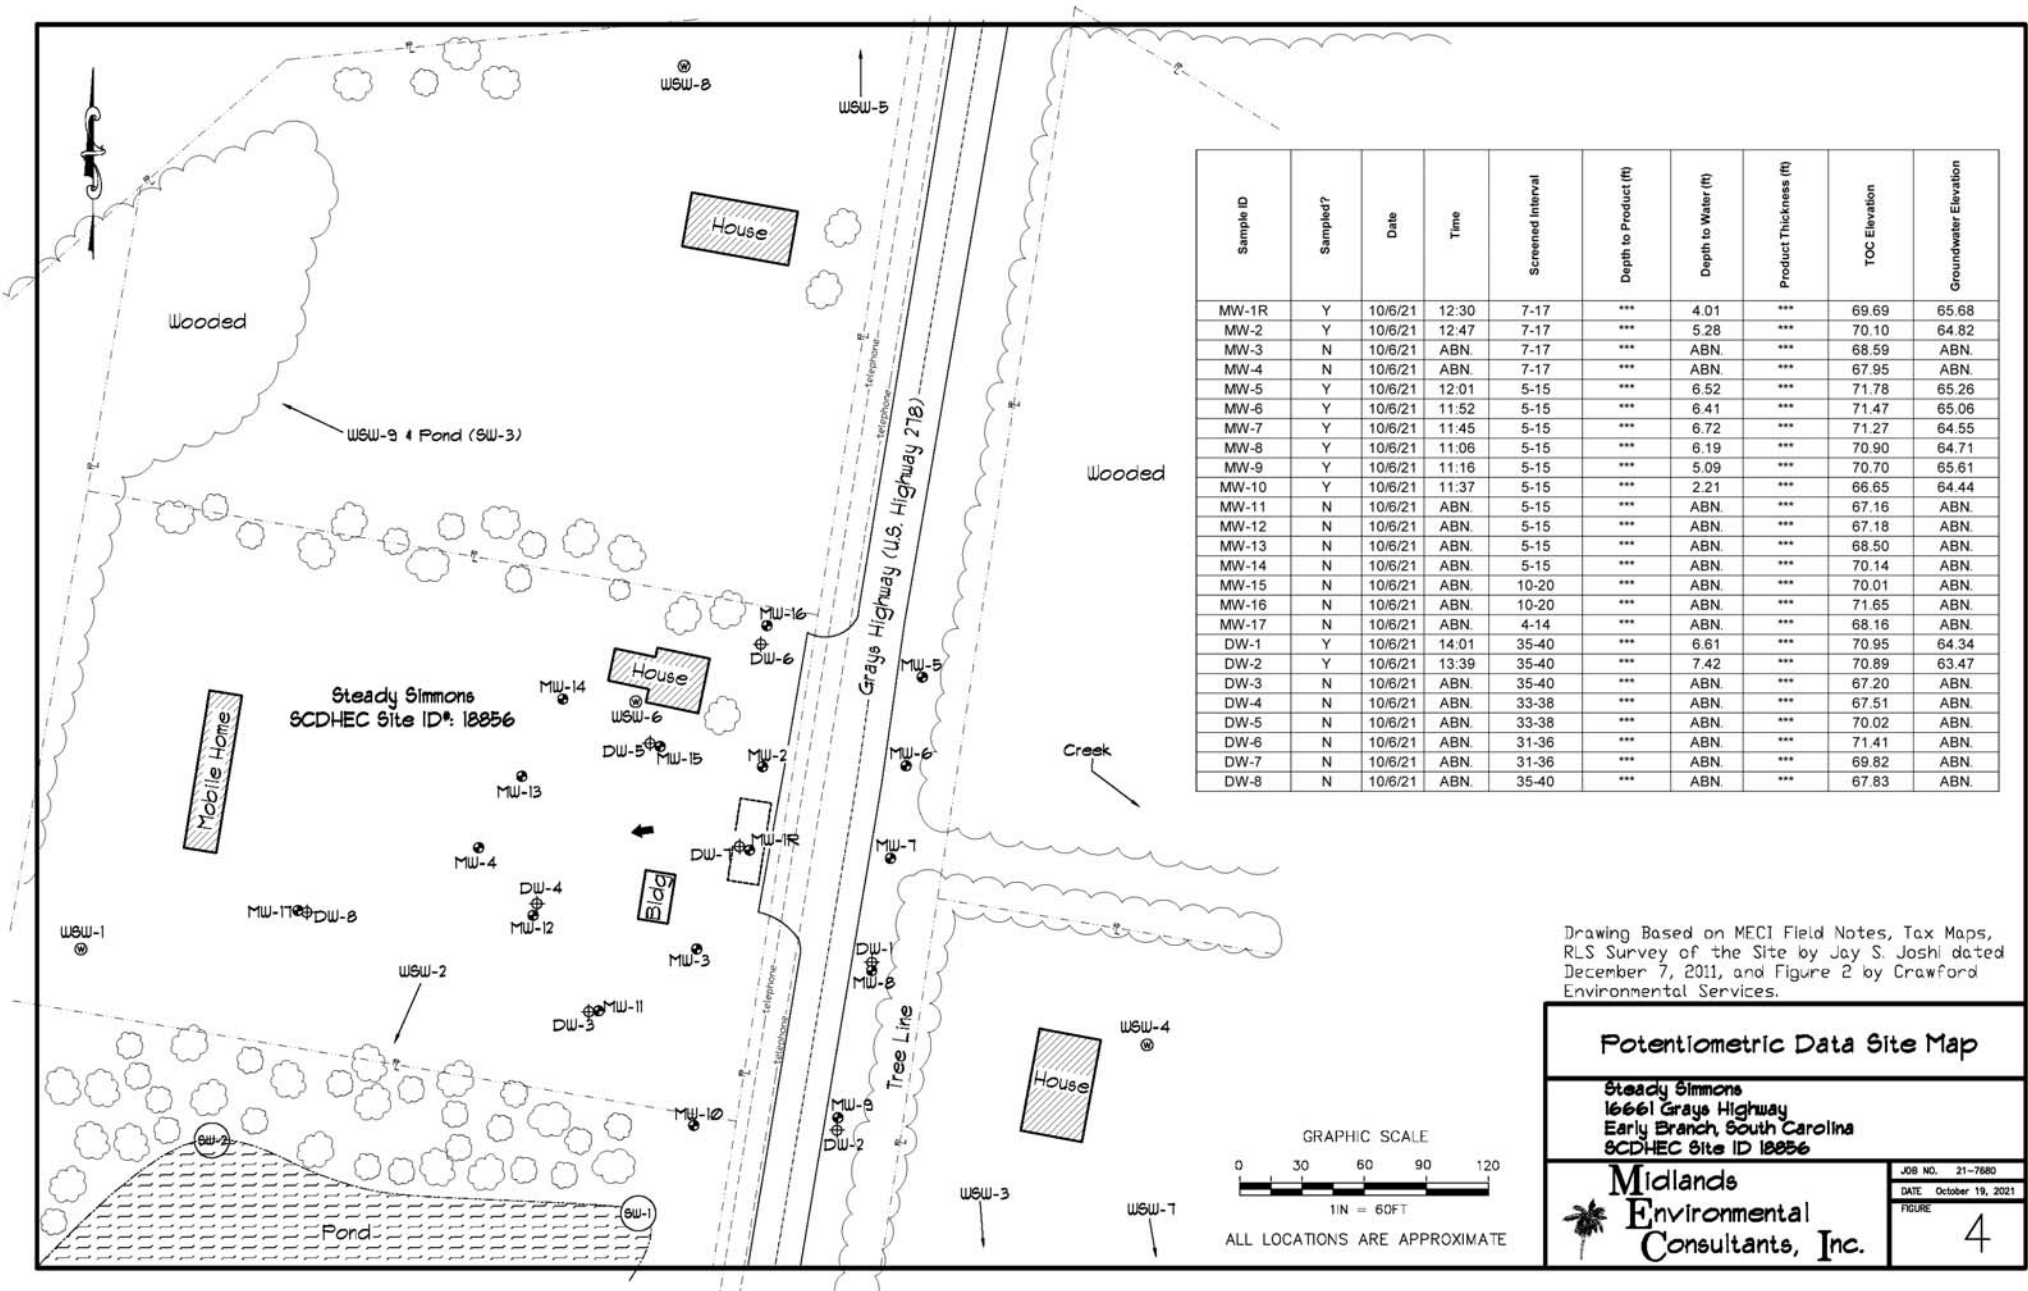 WSW-8
WSW-5
House
Wooded
WSW-9 & Pond (SW-3)
Wooded
telephone
telephone
Grays Highway (U.S. Highway 278)
MW-16
DW-6
House
WSW-6
MW-5
MW-14
Steady Simmons
SCDHEC Site ID#: 18856
Mobile Home
DW-5
MW-15
MW-2
MW-6
Creek
MW-13
MW-1R
DW-7
MW-7
MW-4
DW-4
Bldg
MW-17
DW-8
MW-12
WSW-1
MW-3
DW-1
MW-8
WSW-2
telephone
telephone
MW-11
DW-3
Tree Line
WSW-4
House
MW-10
MW-9
DW-2
SW-2
SW-1
Pond
WSW-3
WSW-7
Sample ID Sampled? Date Time Screened Interval Depth to Product (ft) Depth to Water (ft) Product Thickness (ft) TOC Elevation Groundwater Elevation
MW-1R Y 10/6/21 12:30 7-17 *** 4.01 *** 69.69 65.68
MW-2 Y 10/6/21 12:47 7-17 *** 5.28 *** 70.10 64.82
MW-3 N 10/6/21 ABN. 7-17 *** ABN. *** 68.59 ABN.
MW-4 N 10/6/21 ABN. 7-17 *** ABN. *** 67.95 ABN.
MW-5 Y 10/6/21 12:01 5-15 *** 6.52 *** 71.78 65.26
MW-6 Y 10/6/21 11:52 5-15 *** 6.41 *** 71.47 65.06
MW-7 Y 10/6/21 11:45 5-15 *** 6.72 *** 71.27 64.55
MW-8 Y 10/6/21 11:06 5-15 *** 6.19 *** 70.90 64.71
MW-9 Y 10/6/21 11:16 5-15 *** 5.09 *** 70.70 65.61
MW-10 Y 10/6/21 11:37 5-15 *** 2.21 *** 66.65 64.44
MW-11 N 10/6/21 ABN. 5-15 *** ABN. *** 67.16 ABN.
MW-12 N 10/6/21 ABN. 5-15 *** ABN. *** 67.18 ABN.
MW-13 N 10/6/21 ABN. 5-15 *** ABN. *** 68.50 ABN.
MW-14 N 10/6/21 ABN. 5-15 *** ABN. *** 70.14 ABN.
MW-15 N 10/6/21 ABN. 10-20 *** ABN. *** 70.01 ABN.
MW-16 N 10/6/21 ABN. 10-20 *** ABN. *** 71.65 ABN.
MW-17 N 10/6/21 ABN. 4-14 *** ABN. *** 68.16 ABN.
DW-1 Y 10/6/21 14:01 35-40 *** 6.61 *** 70.95 64.34
DW-2 Y 10/6/21 13:39 35-40 *** 7.42 *** 70.89 63.47
DW-3 N 10/6/21 ABN. 35-40 *** ABN. *** 67.20 ABN.
DW-4 N 10/6/21 ABN. 33-38 *** ABN. *** 67.51 ABN.
DW-5 N 10/6/21 ABN. 33-38 *** ABN. *** 70.02 ABN.
DW-6 N 10/6/21 ABN. 31-36 *** ABN. *** 71.41 ABN.
DW-7 N 10/6/21 ABN. 31-36 *** ABN. *** 69.82 ABN.
DW-8 N 10/6/21 ABN. 35-40 *** ABN. *** 67.83 ABN.
Drawing Based on MECI Field Notes, Tax Maps,
RLS Survey of the Site by Jay S. Joshi dated
December 7, 2011, and Figure 2 by Crawford
Environmental Services.
GRAPHIC SCALE
0 30 60 90 120
1IN = 60FT
ALL LOCATIONS ARE APPROXIMATE
Potentiometric Data Site Map
Steady Simmons
16661 Grays Highway
Early Branch, South Carolina
SCDHEC Site ID 18856
Midlands
Environmental
Consultants, Inc.
JOB NO. 21-7680
DATE October 19, 2021
FIGURE
4